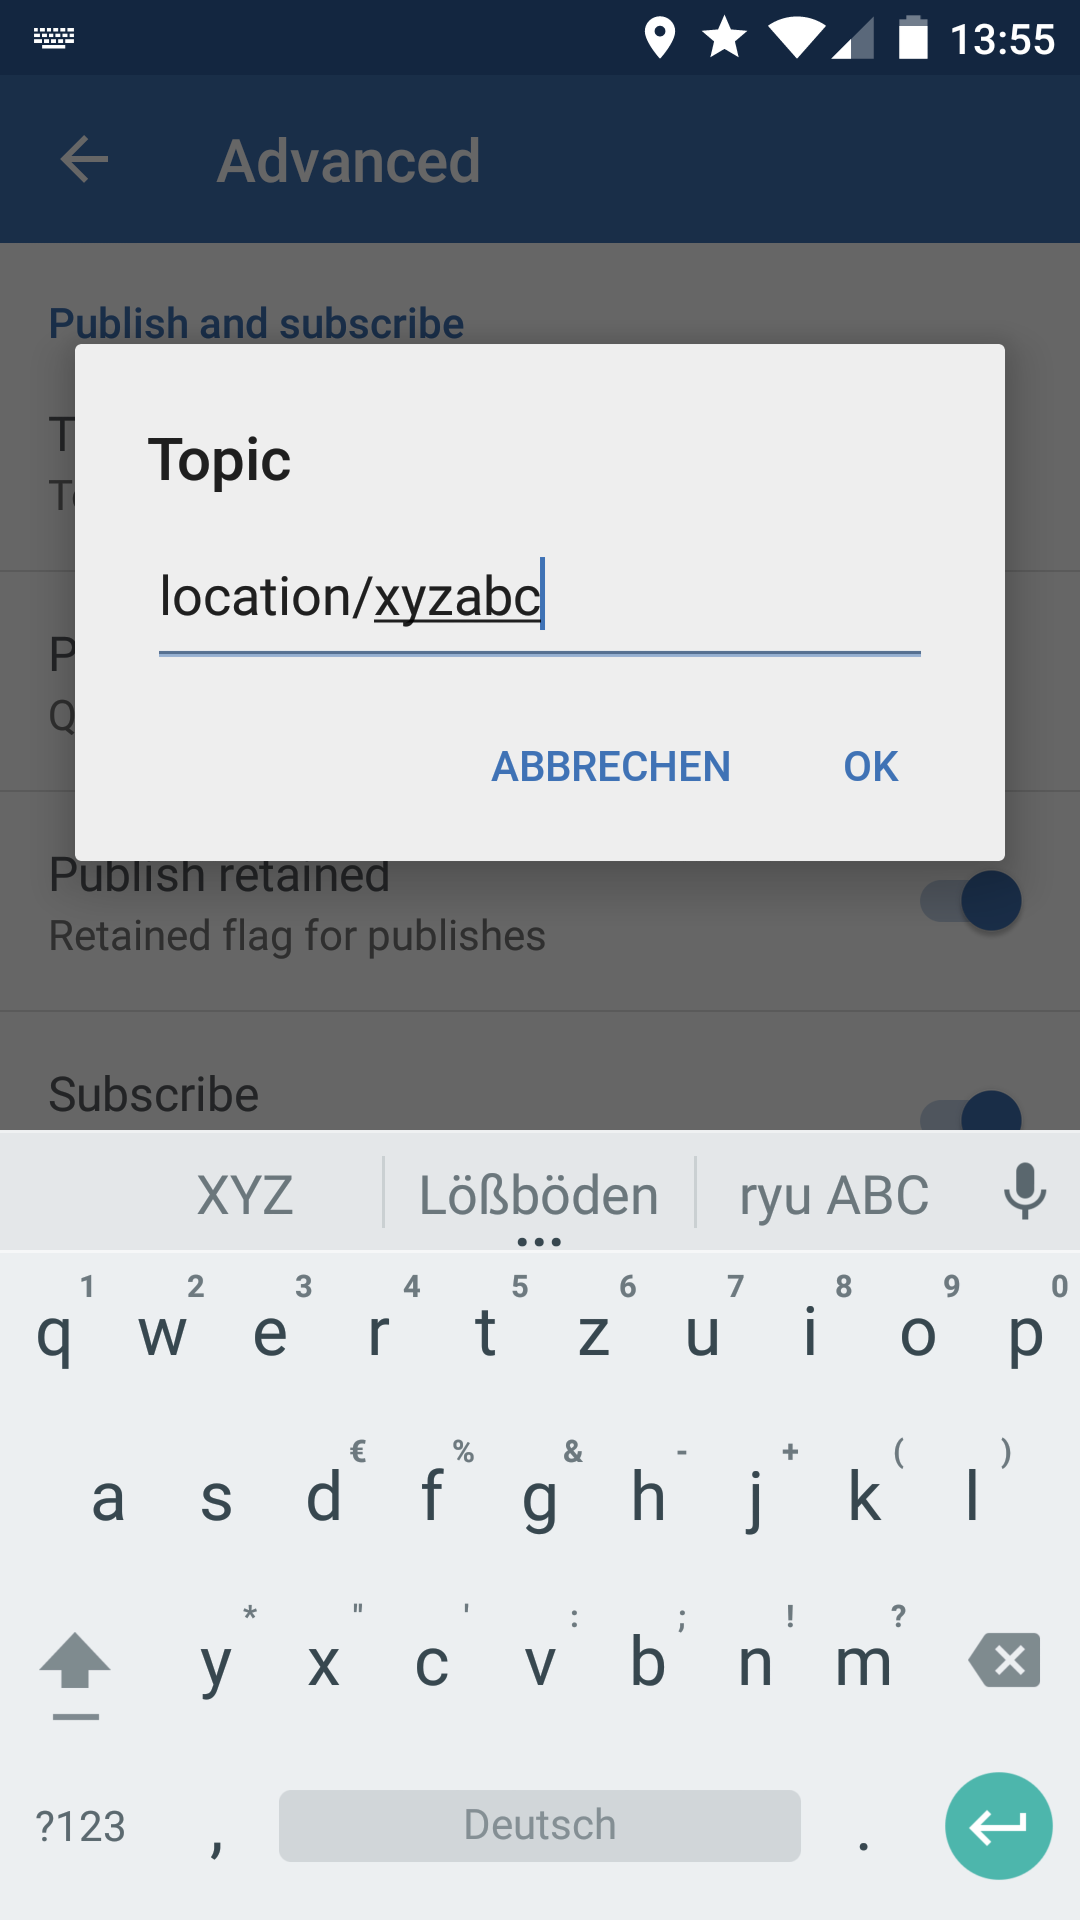 13:55
Advanced
Publish and subscribe
Topic
location/xyzabc
ABBRECHEN OK
Publish retained
Retained flag for publishes
Subscribe
XYZ Lößböden ryu ABC
1 2 3 4 5 6 7 8 9 0
q w e r t z u i o p
€ % & - + ( )
a s d f g h j k l
* " ' : ; ! ?
y x c v b n m
?123 , Deutsch .